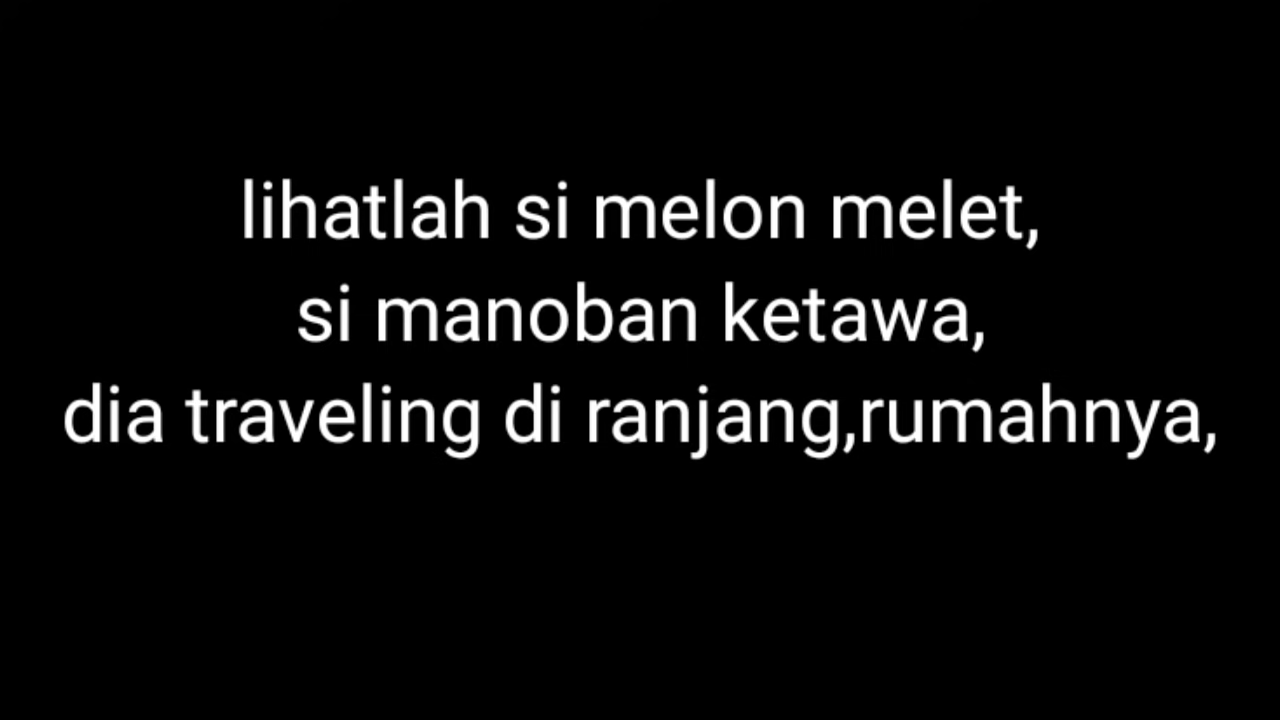 lihatlah si melon melet,
si manoban ketawa,
dia traveling di ranjang,rumahnya,